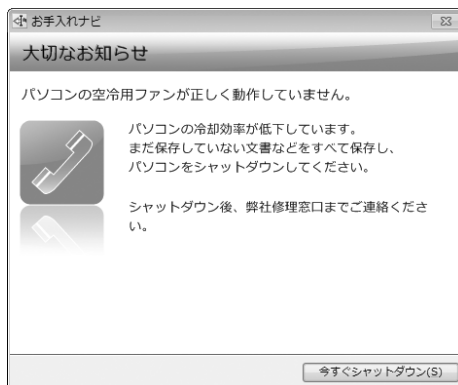 お手入れナビ
大切なお知らせ
パソコンの空冷用ファンが正しく動作していません。
パソコンの冷却効率が低下しています。
まだ保存していない文書などをすべて保存し、
パソコンをシャットダウンしてください。
シャットダウン後、弊社修理窓口までご連絡くださ
い。
今すぐシャットダウン(S)